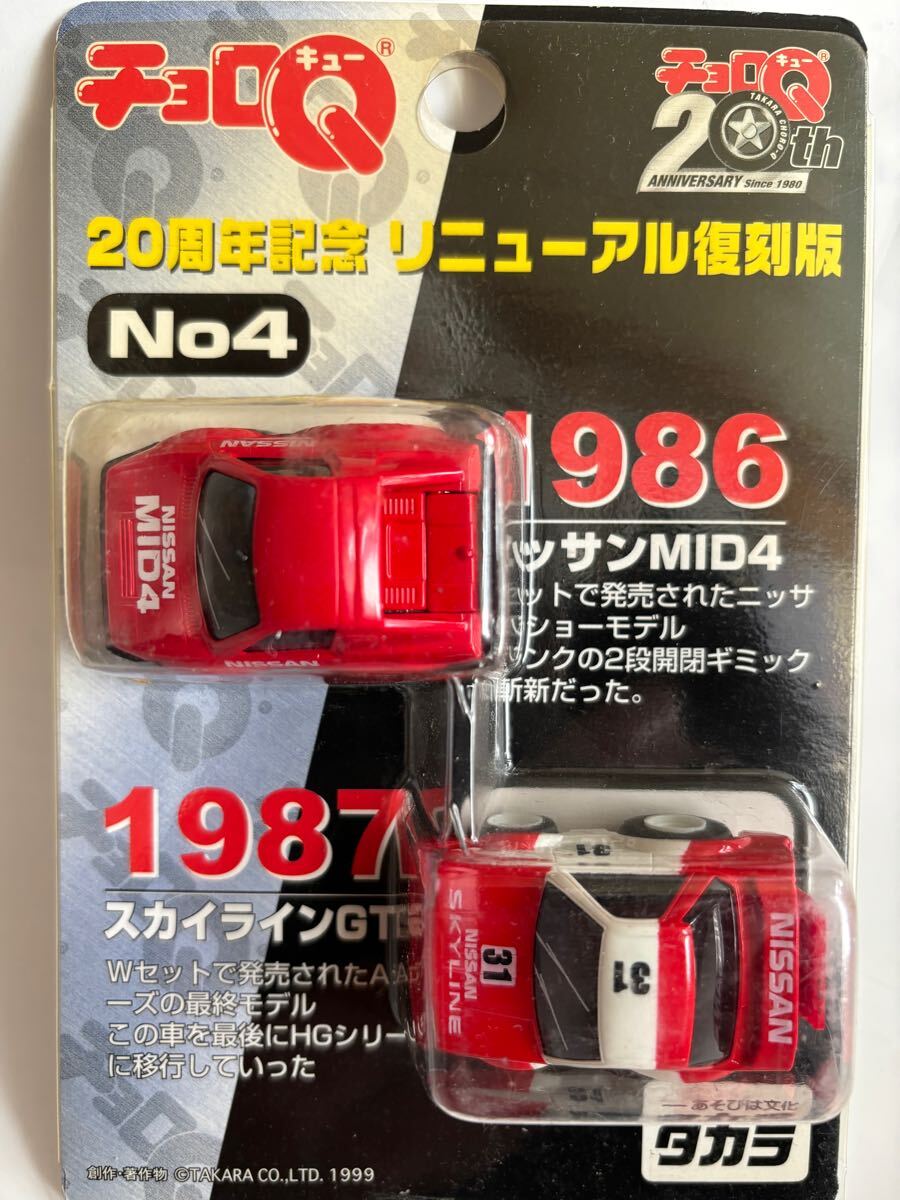 チョロQ キュー ®
チョロQ キュー ®
TAKARA CHORO-Q
20th
ANNIVERSARY Since 1980
20周年記念 リニューアル復刻版
No4
1986
ッサンMID4
セットで発売されたニッサ
ショーモデル
ンクの2段開閉ギミック
斬新だった。
NISSAN
NISSAN
MID4
NISSAN
1987
スカイラインGT
Wセットで発売されたA
ーズの最終モデル
この車を最後にHGシリー
に移行していった
31
SKYLINE
NISSAN
31
31
NISSAN
あそびは文化
タカラ
創作・著作物 ©TAKARA CO.,LTD. 1999